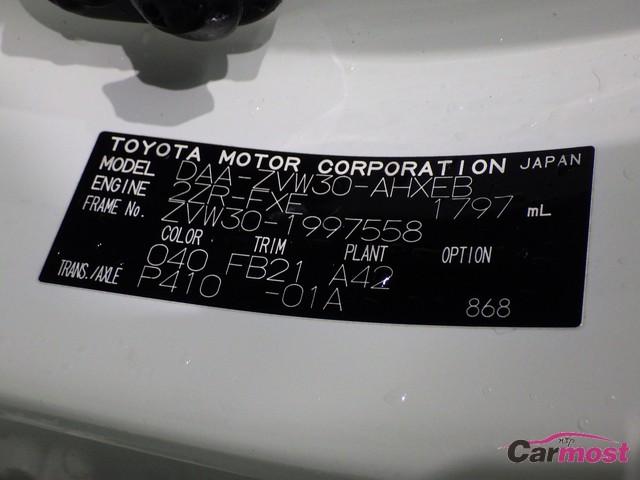 TOYOTA MOTOR CORPORATION JAPAN
MODEL DAA-ZVW30-AHXEB
ENGINE 2ZR-FXE 1797 mL
FRAME No. ZVW30-1997558
COLOR TRIM PLANT OPTION
040 FB21 A42
TRANS./AXLE P410 -01A 868
Carmost